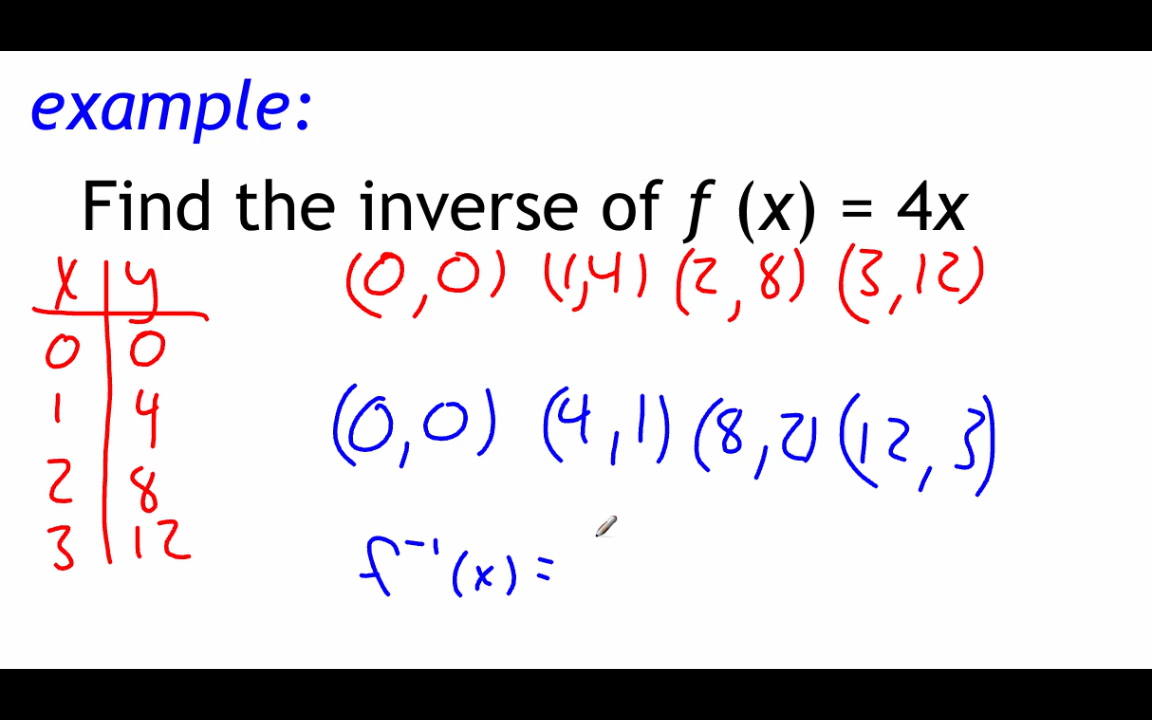 example:
Find the inverse of f (x) = 4x
(0,0) (1,4) (2,8) (3,12)
x y
0 0
1 4
2 8
3 12
(0,0) (4,1) (8,2) (12,3)
f⁻¹(x) =